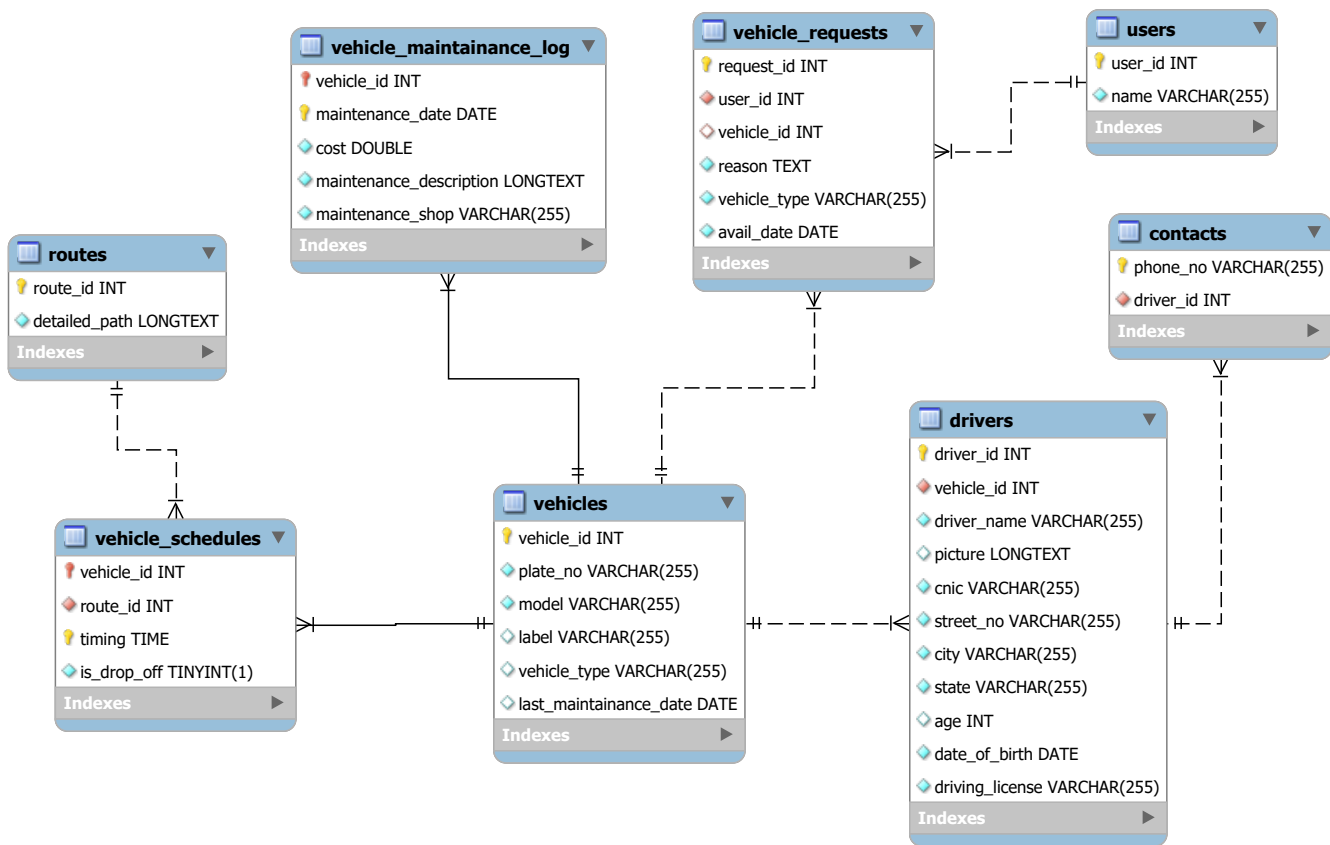 vehicle_maintainance_log
vehicle_id INT
maintenance_date DATE
cost DOUBLE
maintenance_description LONGTEXT
maintenance_shop VARCHAR(255)
Indexes
vehicle_requests
request_id INT
user_id INT
vehicle_id INT
reason TEXT
vehicle_type VARCHAR(255)
avail_date DATE
Indexes
users
user_id INT
name VARCHAR(255)
Indexes
routes
route_id INT
detailed_path LONGTEXT
Indexes
contacts
phone_no VARCHAR(255)
driver_id INT
Indexes
vehicle_schedules
vehicle_id INT
route_id INT
timing TIME
is_drop_off TINYINT(1)
Indexes
vehicles
vehicle_id INT
plate_no VARCHAR(255)
model VARCHAR(255)
label VARCHAR(255)
vehicle_type VARCHAR(255)
last_maintainance_date DATE
Indexes
drivers
driver_id INT
vehicle_id INT
driver_name VARCHAR(255)
picture LONGTEXT
cnic VARCHAR(255)
street_no VARCHAR(255)
city VARCHAR(255)
state VARCHAR(255)
age INT
date_of_birth DATE
driving_license VARCHAR(255)
Indexes